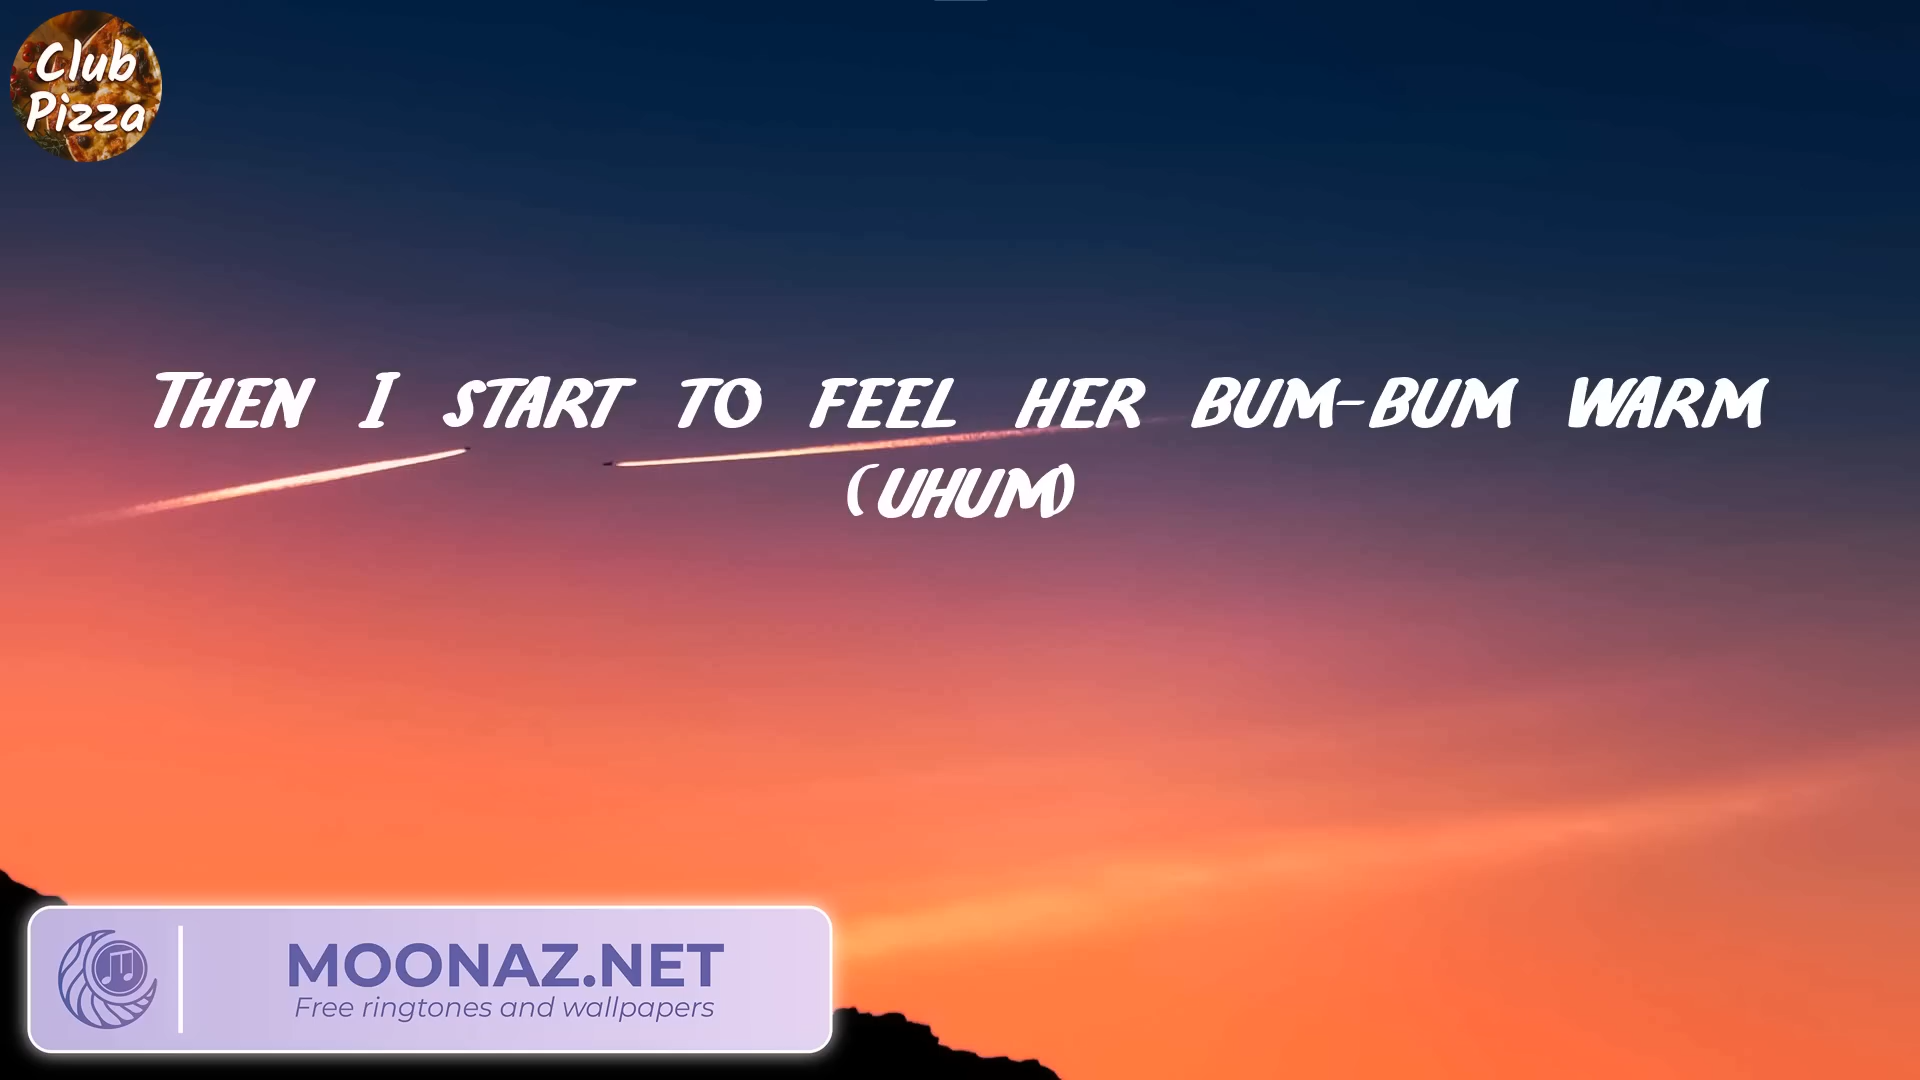 Club
Pizza
THEN I START TO FEEL HER BUM-BUM WARM
(UHUM)
MOONAZ.NET
Free ringtones and wallpapers